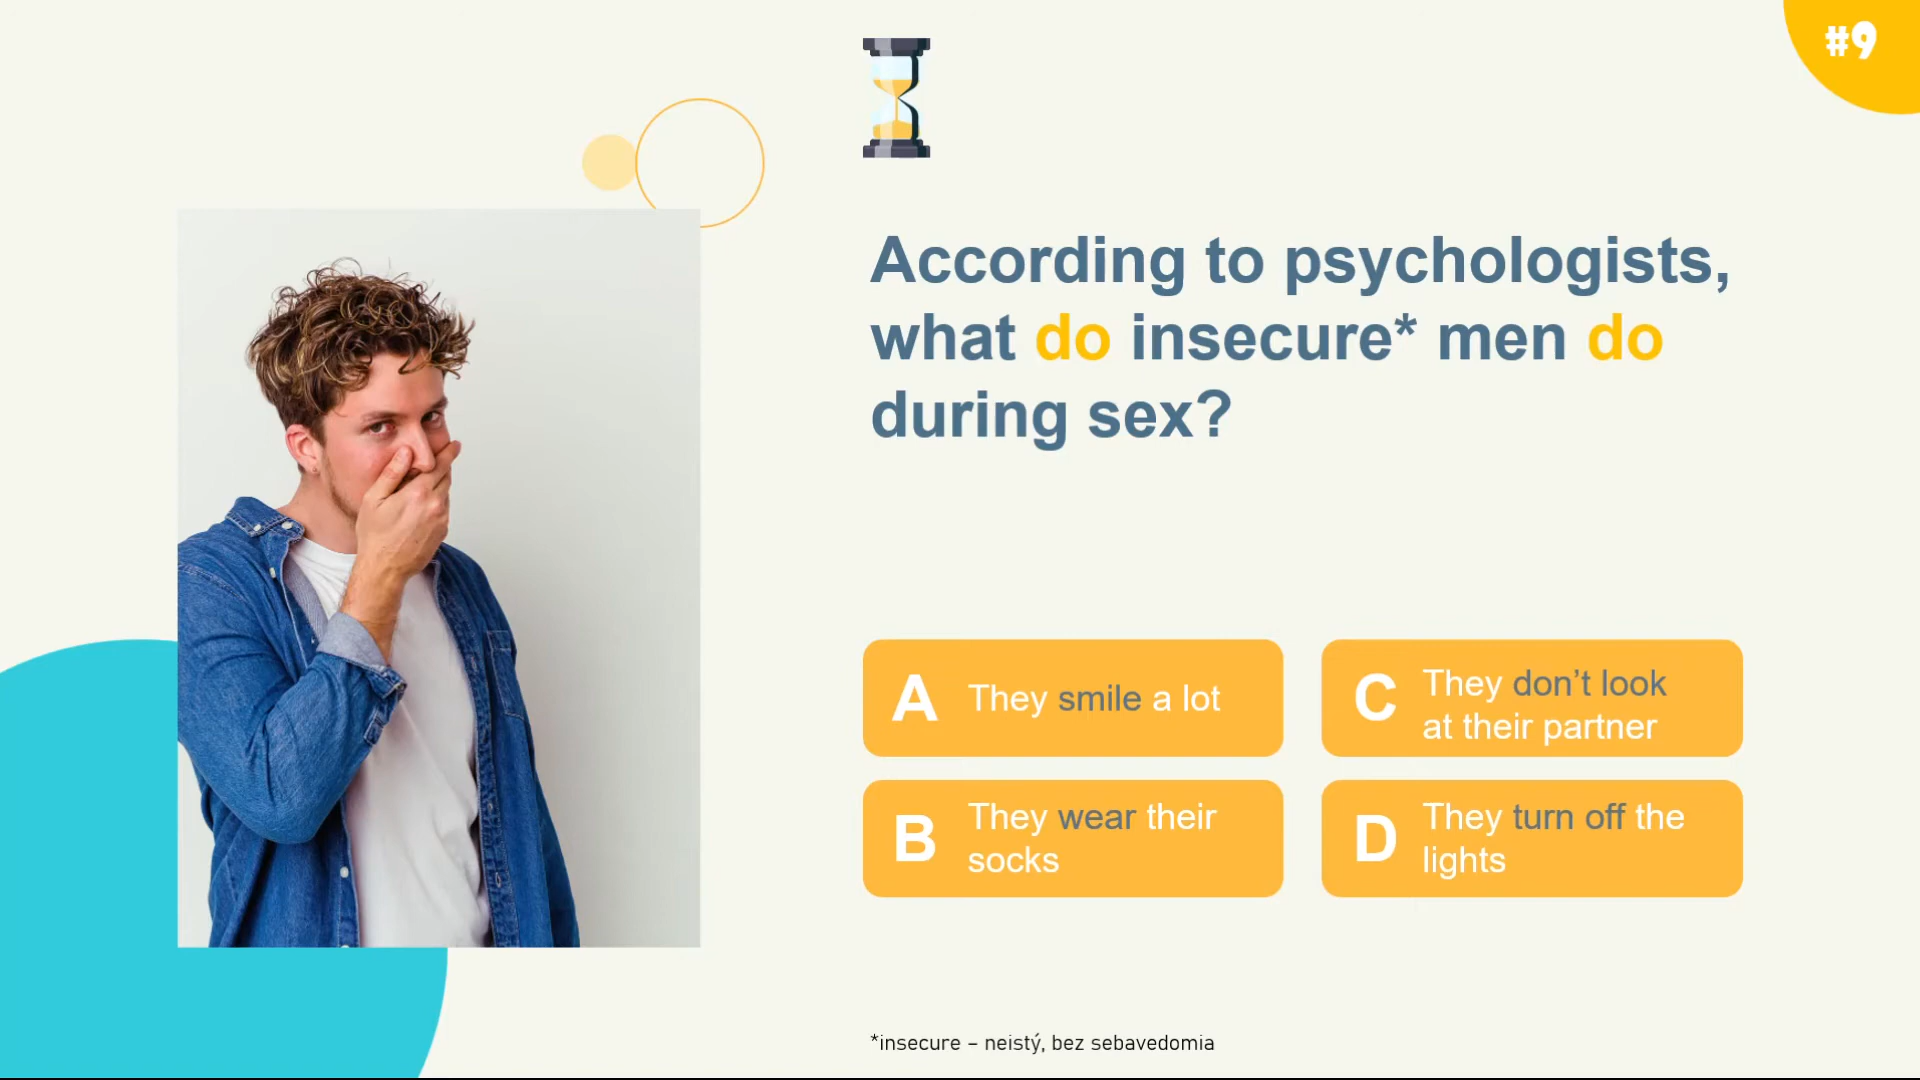 #9
According to psychologists,
what do insecure* men do
during sex?
A They smile a lot
B They wear their
socks
C They don’t look
at their partner
D They turn off the
lights
*insecure – neistý, bez sebavedomia